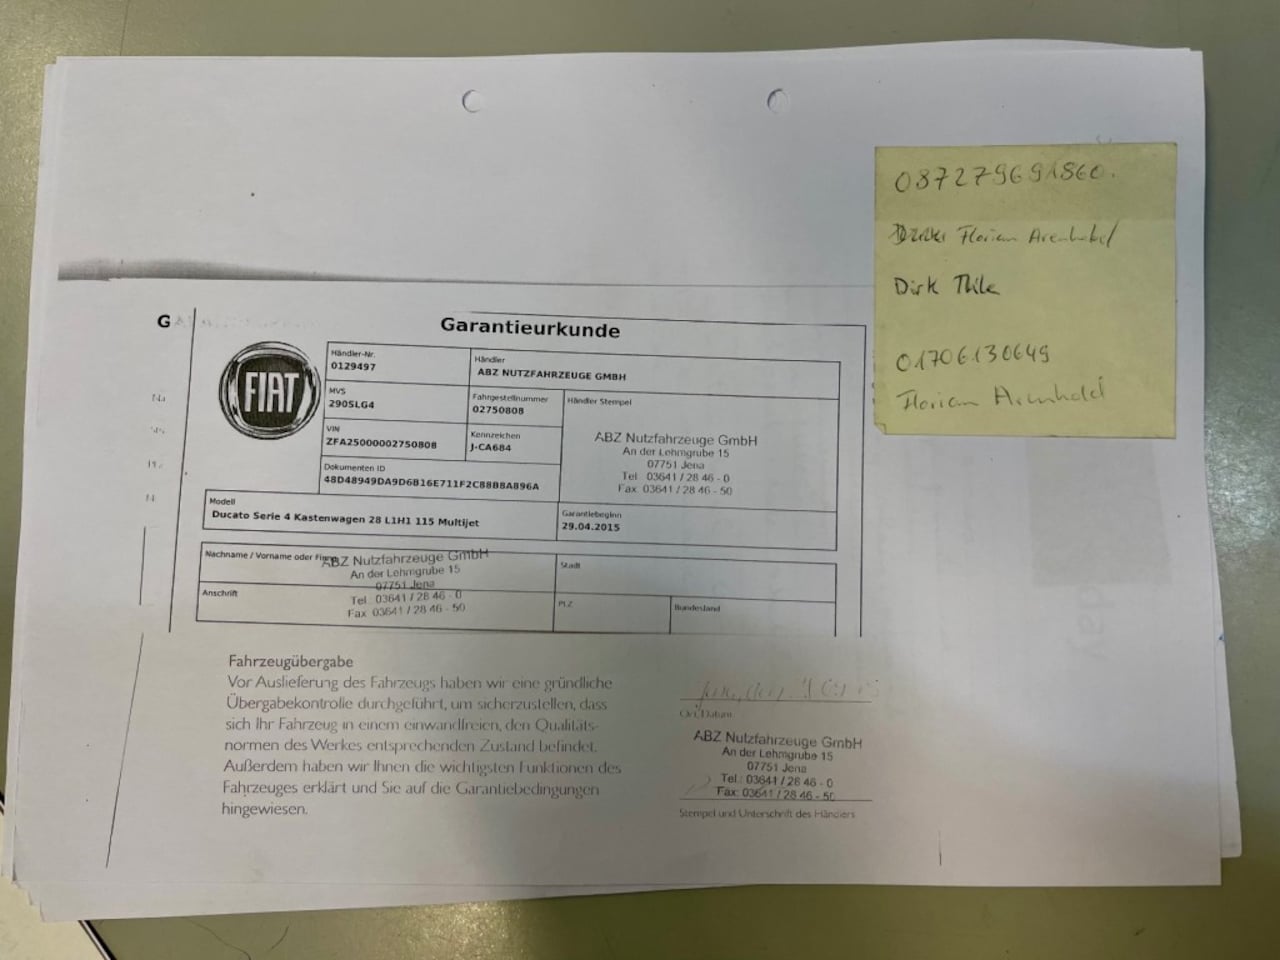 087279691860.
Florian Arenhold
Dirk Thile
01706130649
Florian Arenhold
G
Garantieurkunde
FIAT
Händler-Nr.
0129497
Händler
ABZ NUTZFAHRZEUGE GMBH
MVS
290SLG4
Fahrgestellnummer
02750808
Händler Stempel
ABZ Nutzfahrzeuge GmbH
An der Lehmgrube 15
07751 Jena
Tel 03641 / 28 46 - 0
Fax 03641 / 28 46 - 50
VIN
ZFA25000002750808
Kennzeichen
J-CA684
Dokumenten ID
48D48949DA9D6B16E711F2C88B8A896A
Modell
Ducato Serie 4 Kastenwagen 28 L1H1 115 Multijet
Garantiebeginn
29.04.2015
Nachname / Vorname oder Firma
ABZ Nutzfahrzeuge GmbH
An der Lehmgrube 15
07751 Jena
Tel 03641 / 28 46 - 0
Fax 03641 / 28 46 - 50
Stadt
Anschrift
PLZ
Bundesland
Fahrzeugübergabe
Vor Auslieferung des Fahrzeugs haben wir eine gründliche
Übergabekontrolle durchgeführt, um sicherzustellen, dass
sich Ihr Fahrzeug in einem einwandfreien, den Qualitäts-
normen des Werkes entsprechenden Zustand befindet.
Außerdem haben wir Ihnen die wichtigsten Funktionen des
Fahrzeuges erklärt und Sie auf die Garantiebedingungen
hingewiesen.
Ort, Datum
ABZ Nutzfahrzeuge GmbH
An der Lehmgrube 15
07751 Jena
Tel.: 03641 / 28 46 - 0
Fax: 03641 / 28 46 - 50
Stempel und Unterschrift des Händlers